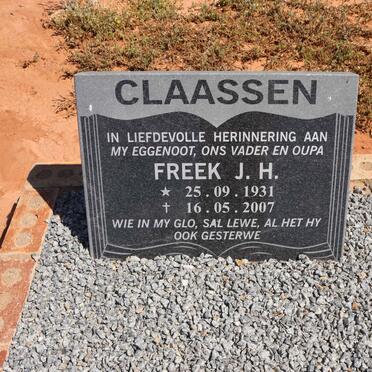 CLAASSEN
IN LIEFDEVOLLE HERINNERING AAN
MY EGGENOOT, ONS VADER EN OUPA
FREEK J. H.
★ 25.09.1931
✝ 16.05.2007
WIE IN MY GLO, SAL LEWE, AL HET HY
OOK GESTERWE